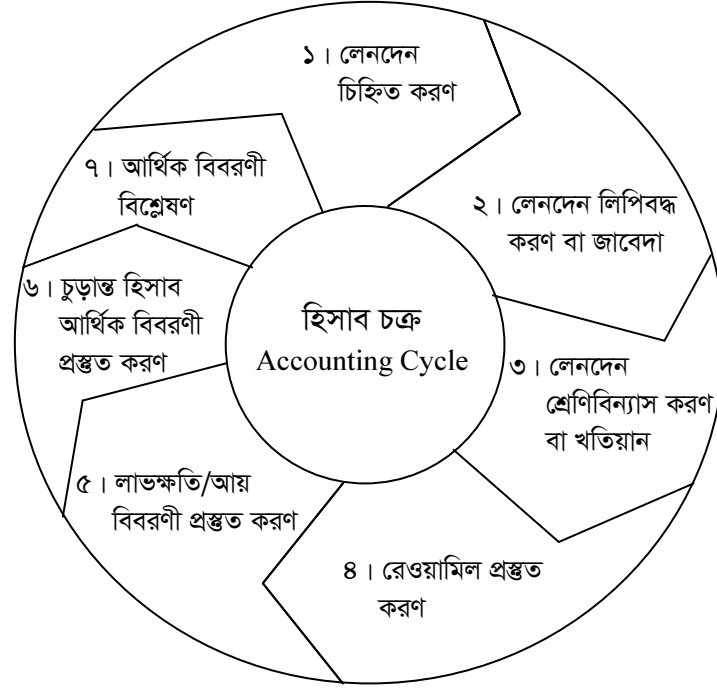 ১। লেনদেন
চিহ্নিত করণ
২। লেনদেন লিপিবদ্ধ
করণ বা জাবেদা
৩। লেনদেন
শ্রেণিবিন্যাস করণ
বা খতিয়ান
৪। রেওয়ামিল প্রস্তুত
করণ
৫। লাভক্ষতি/আয়
বিবরণী প্রস্তুত করণ
৬। চুড়ান্ত হিসাব
আর্থিক বিবরণী
প্রস্তুত করণ
৭। আর্থিক বিবরণী
বিশ্লেষণ
হিসাব চক্র
Accounting Cycle